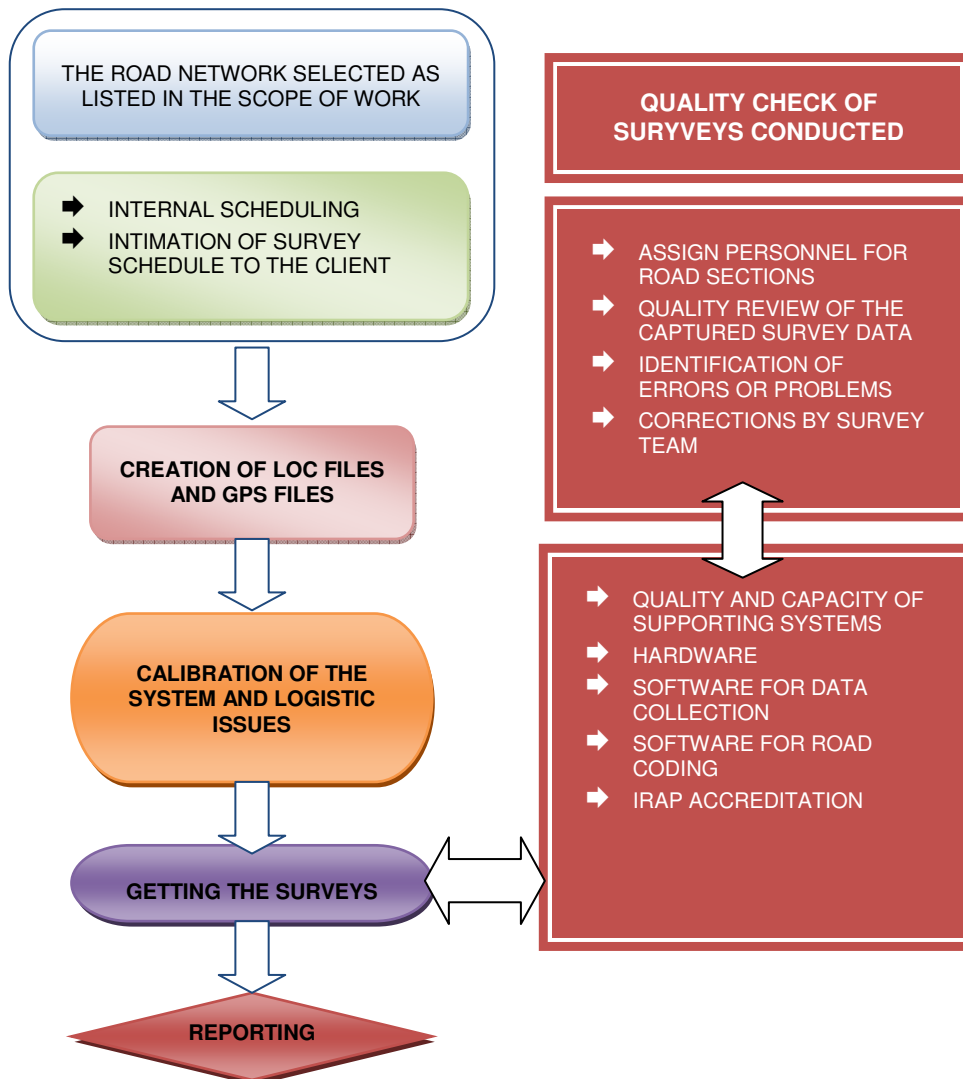 THE ROAD NETWORK SELECTED AS
LISTED IN THE SCOPE OF WORK
INTERNAL SCHEDULING
INTIMATION OF SURVEY
SCHEDULE TO THE CLIENT
CREATION OF LOC FILES
AND GPS FILES
CALIBRATION OF THE
SYSTEM AND LOGISTIC
ISSUES
GETTING THE SURVEYS
REPORTING
QUALITY CHECK OF
SURYVEYS CONDUCTED
ASSIGN PERSONNEL FOR
ROAD SECTIONS
QUALITY REVIEW OF THE
CAPTURED SURVEY DATA
IDENTIFICATION OF
ERRORS OR PROBLEMS
CORRECTIONS BY SURVEY
TEAM
QUALITY AND CAPACITY OF
SUPPORTING SYSTEMS
HARDWARE
SOFTWARE FOR DATA
COLLECTION
SOFTWARE FOR ROAD
CODING
IRAP ACCREDITATION